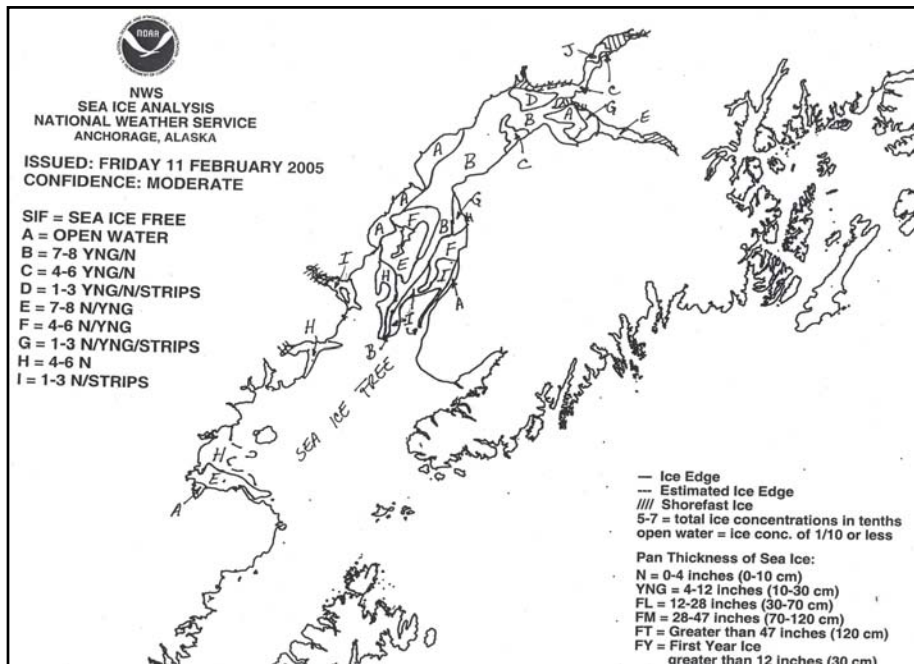 NOAA
NWS
SEA ICE ANALYSIS
NATIONAL WEATHER SERVICE
ANCHORAGE, ALASKA
ISSUED: FRIDAY 11 FEBRUARY 2005
CONFIDENCE: MODERATE
SIF = SEA ICE FREE
A = OPEN WATER
B = 7-8 YNG/N
C = 4-6 YNG/N
D = 1-3 YNG/N/STRIPS
E = 7-8 N/YNG
F = 4-6 N/YNG
G = 1-3 N/YNG/STRIPS
H = 4-6 N
I = 1-3 N/STRIPS
J
C
D
G
B
A
E
C
A
B
G
H
A
F
B
A
I
E
F
I
H
I
A
H
B
SEA ICE FREE
H
E
A
— Ice Edge
--- Estimated Ice Edge
//// Shorefast Ice
5-7 = total ice concentrations in tenths
open water = ice conc. of 1/10 or less
Pan Thickness of Sea Ice:
N = 0-4 inches (0-10 cm)
YNG = 4-12 inches (10-30 cm)
FL = 12-28 inches (30-70 cm)
FM = 28-47 inches (70-120 cm)
FT = Greater than 47 inches (120 cm)
FY = First Year Ice
greater than 12 inches (30 cm)